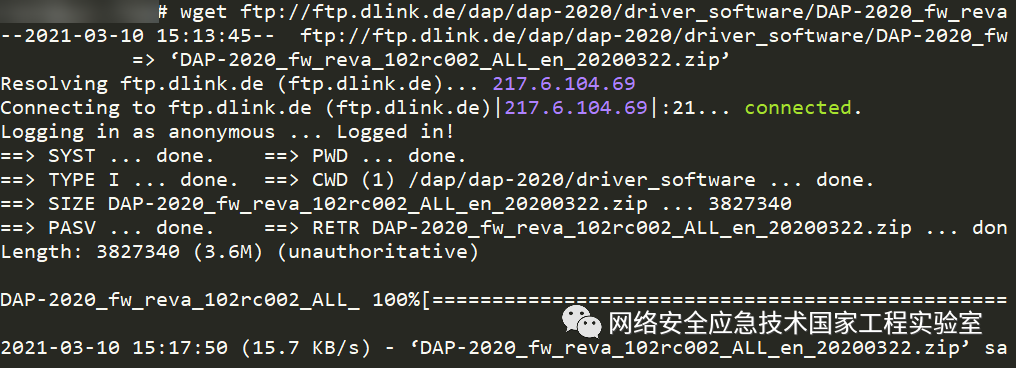 # wget ftp://ftp.dlink.de/dap/dap-2020/driver_software/DAP-2020_fw_reva
--2021-03-10 15:13:45--  ftp://ftp.dlink.de/dap/dap-2020/driver_software/DAP-2020_fw
=> ‘DAP-2020_fw_reva_102rc002_ALL_en_20200322.zip’
Resolving ftp.dlink.de (ftp.dlink.de)... 217.6.104.69
Connecting to ftp.dlink.de (ftp.dlink.de)|217.6.104.69|:21... connected.
Logging in as anonymous ... Logged in!
==> SYST ... done.    ==> PWD ... done.
==> TYPE I ... done.  ==> CWD (1) /dap/dap-2020/driver_software ... done.
==> SIZE DAP-2020_fw_reva_102rc002_ALL_en_20200322.zip ... 3827340
==> PASV ... done.    ==> RETR DAP-2020_fw_reva_102rc002_ALL_en_20200322.zip ... don
Length: 3827340 (3.6M) (unauthoritative)
DAP-2020_fw_reva_102rc002_ALL_ 100%[================================================
网络安全应急技术国家工程实验室
2021-03-10 15:17:50 (15.7 KB/s) - ‘DAP-2020_fw_reva_102rc002_ALL_en_20200322.zip’ sa